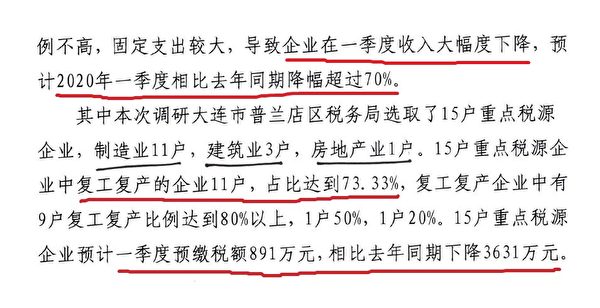 例不高，固定支出较大，导致企业在一季度收入大幅度下降，预
计2020年一季度相比去年同期降幅超过70%。
其中本次调研大连市普兰店区税务局选取了15户重点税源
企业，制造业11户，建筑业3户，房地产业1户。15户重点税源企
业中复工复产的企业11户，占比达到73.33%，复工复产企业中有
9户复工复产比例达到80%以上，1户50%，1户20%。15户重点税源
企业预计一季度预缴税额891万元，相比去年同期下降3631万元。